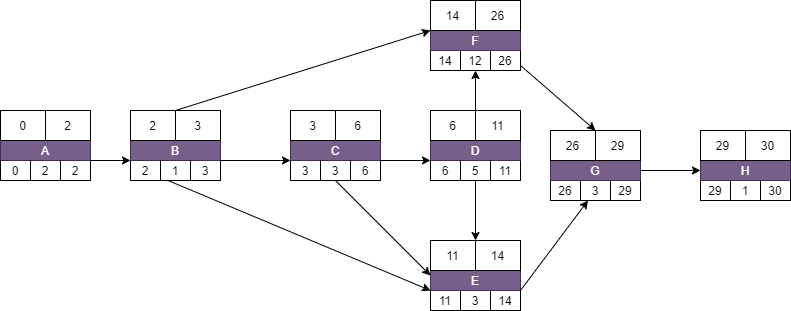 0 2
A
0 2 2
2 3
B
2 1 3
3 6
C
3 3 6
6 11
D
6 5 11
14 26
F
14 12 26
11 14
E
11 3 14
26 29
G
26 3 29
29 30
H
29 1 30